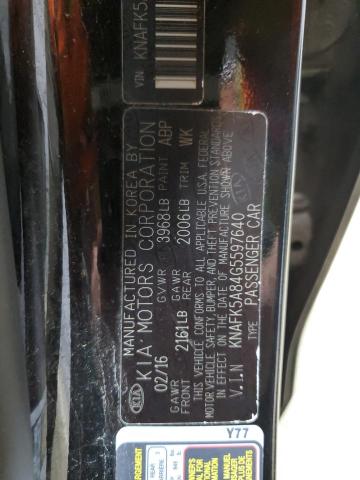 VIN: KNAFK5
MANUFACTURED IN KOREA BY
KIA MOTORS CORPORATION
02/16 GVWR 3968LB PAINT ABP
GAWR FRONT 2161LB GAWR REAR 2006LB TRIM WK
THIS VEHICLE CONFORMS TO ALL APPLICABLE U.S.A. FEDERAL
MOTOR VEHICLE SAFETY, BUMPER, AND THEFT PREVENTION STANDARDS
IN EFFECT ON THE DATE OF MANUFACTURE SHOWN ABOVE
V.I.N KNAFK5A84G5597640
TYPE: PASSENGER CAR
KIA
Y77